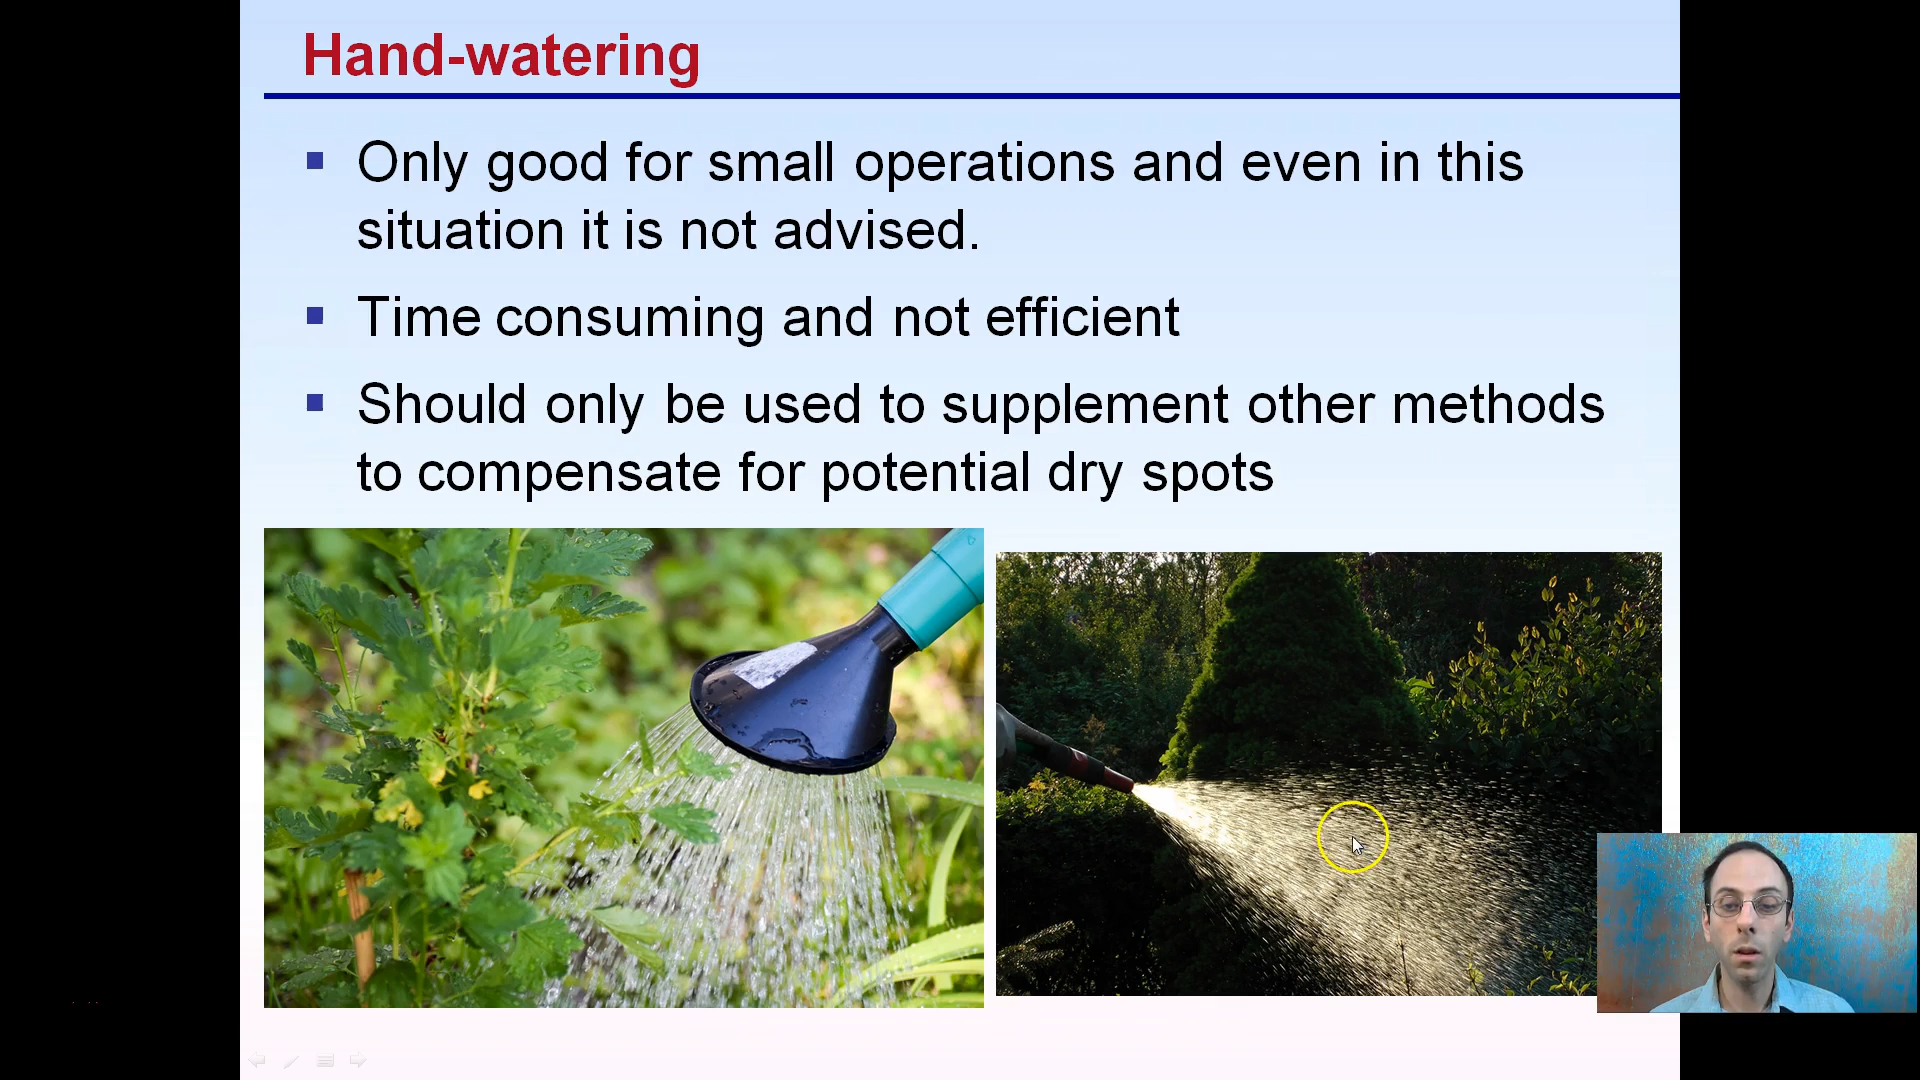 Hand-watering
Only good for small operations and even in this
situation it is not advised.
Time consuming and not efficient
Should only be used to supplement other methods
to compensate for potential dry spots